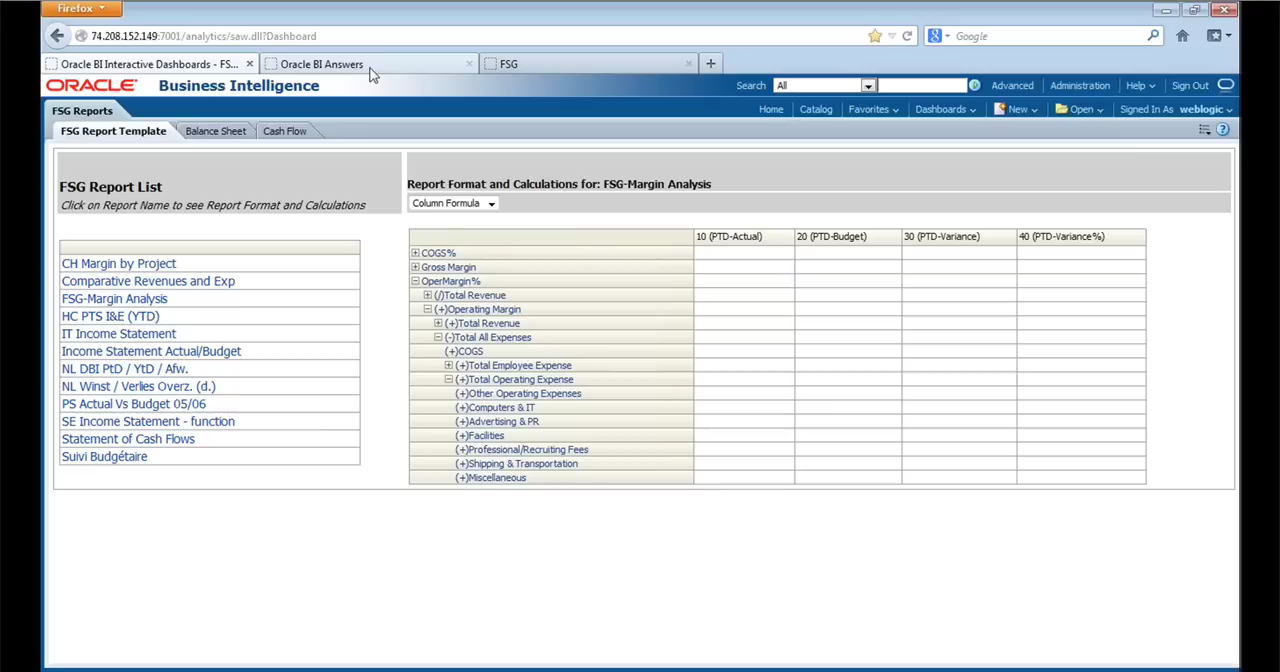 Firefox
74.208.152.149:7001/analytics/saw.dll?Dashboard
Google
Oracle BI Interactive Dashboards - FS...
Oracle BI Answers
FSG
ORACLE Business Intelligence
Search All Advanced Administration Help Sign Out
FSG Reports
Home Catalog Favorites Dashboards New Open Signed In As weblogic
FSG Report Template Balance Sheet Cash Flow
FSG Report List
Click on Report Name to see Report Format and Calculations
CH Margin by Project
Comparative Revenues and Exp
FSG-Margin Analysis
HC PTS I&E (YTD)
IT Income Statement
Income Statement Actual/Budget
NL DBI PtD / YtD / Afw.
NL Winst / Verlies Overz. (d.)
PS Actual Vs Budget 05/06
SE Income Statement - function
Statement of Cash Flows
Suivi Budgétaire
Report Format and Calculations for: FSG-Margin Analysis
Column Formula
10 (PTD-Actual) 20 (PTD-Budget) 30 (PTD-Variance) 40 (PTD-Variance%)
COGS%
Gross Margin
OperMargin%
(/)Total Revenue
(+)Operating Margin
(+)Total Revenue
(-)Total All Expenses
(+)COGS
(+)Total Employee Expense
(+)Total Operating Expense
(+)Other Operating Expenses
(+)Computers & IT
(+)Advertising & PR
(+)Facilities
(+)Professional/Recruiting Fees
(+)Shipping & Transportation
(+)Miscellaneous